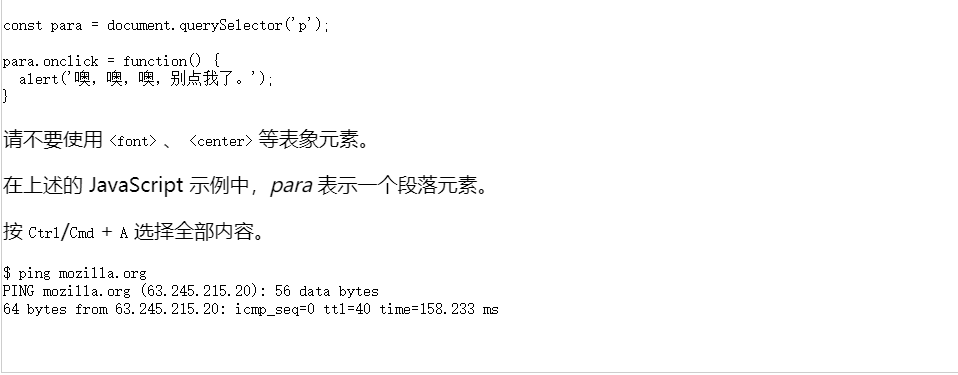 const para = document.querySelector('p');
para.onclick = function() {
  alert('噢，噢，噢，别点我了。');
}
请不要使用 <font> 、 <center> 等表象元素。
在上述的 JavaScript 示例中，para 表示一个段落元素。
按 Ctrl/Cmd + A 选择全部内容。
$ ping mozilla.org
PING mozilla.org (63.245.215.20): 56 data bytes
64 bytes from 63.245.215.20: icmp_seq=0 ttl=40 time=158.233 ms